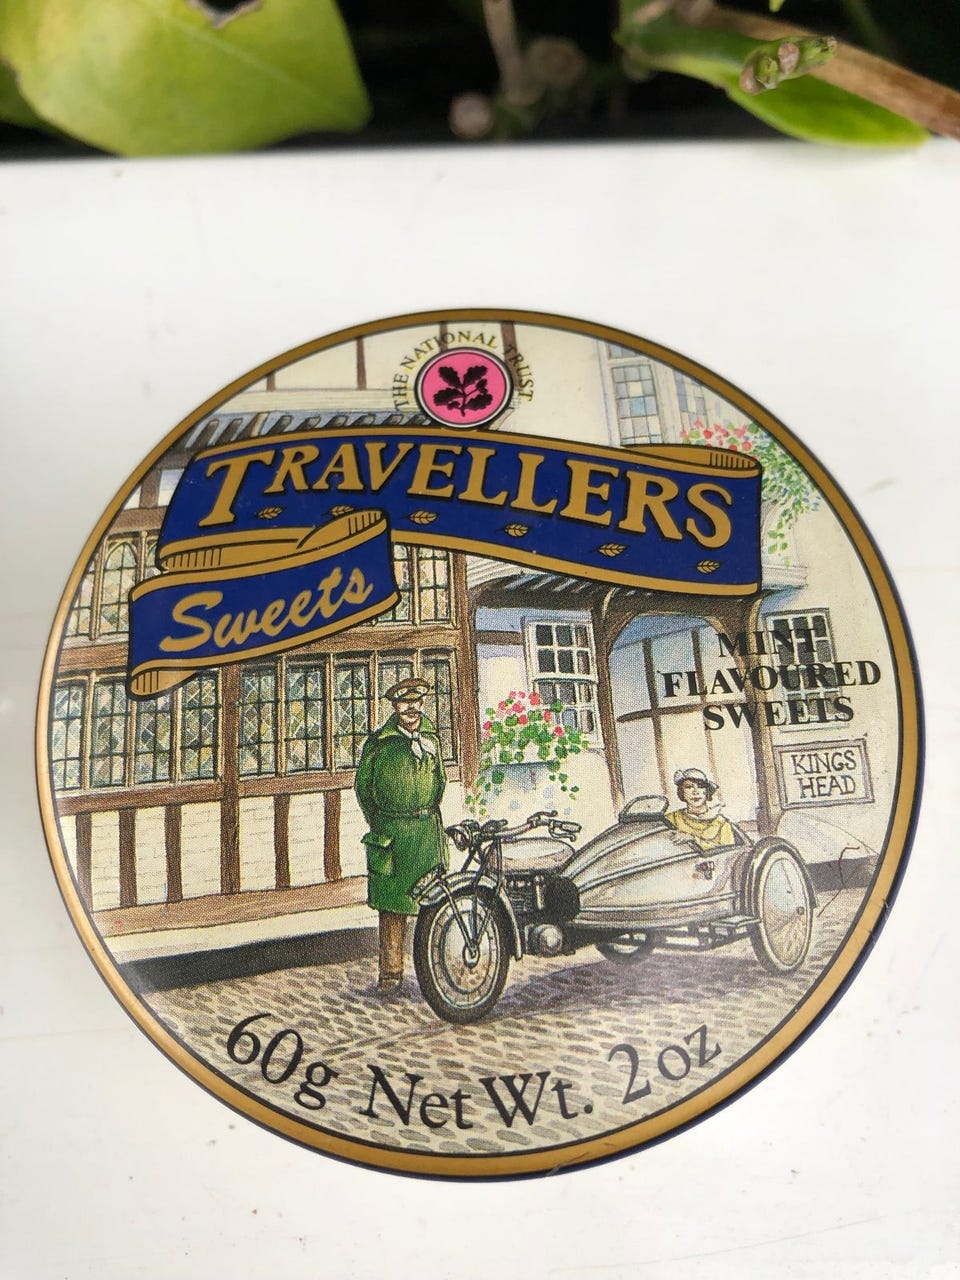 THE NATIONAL TRUST
TRAVELLERS
Sweets
MINT
FLAVOURED
SWEETS
KINGS
HEAD
60g Net Wt. 2oz